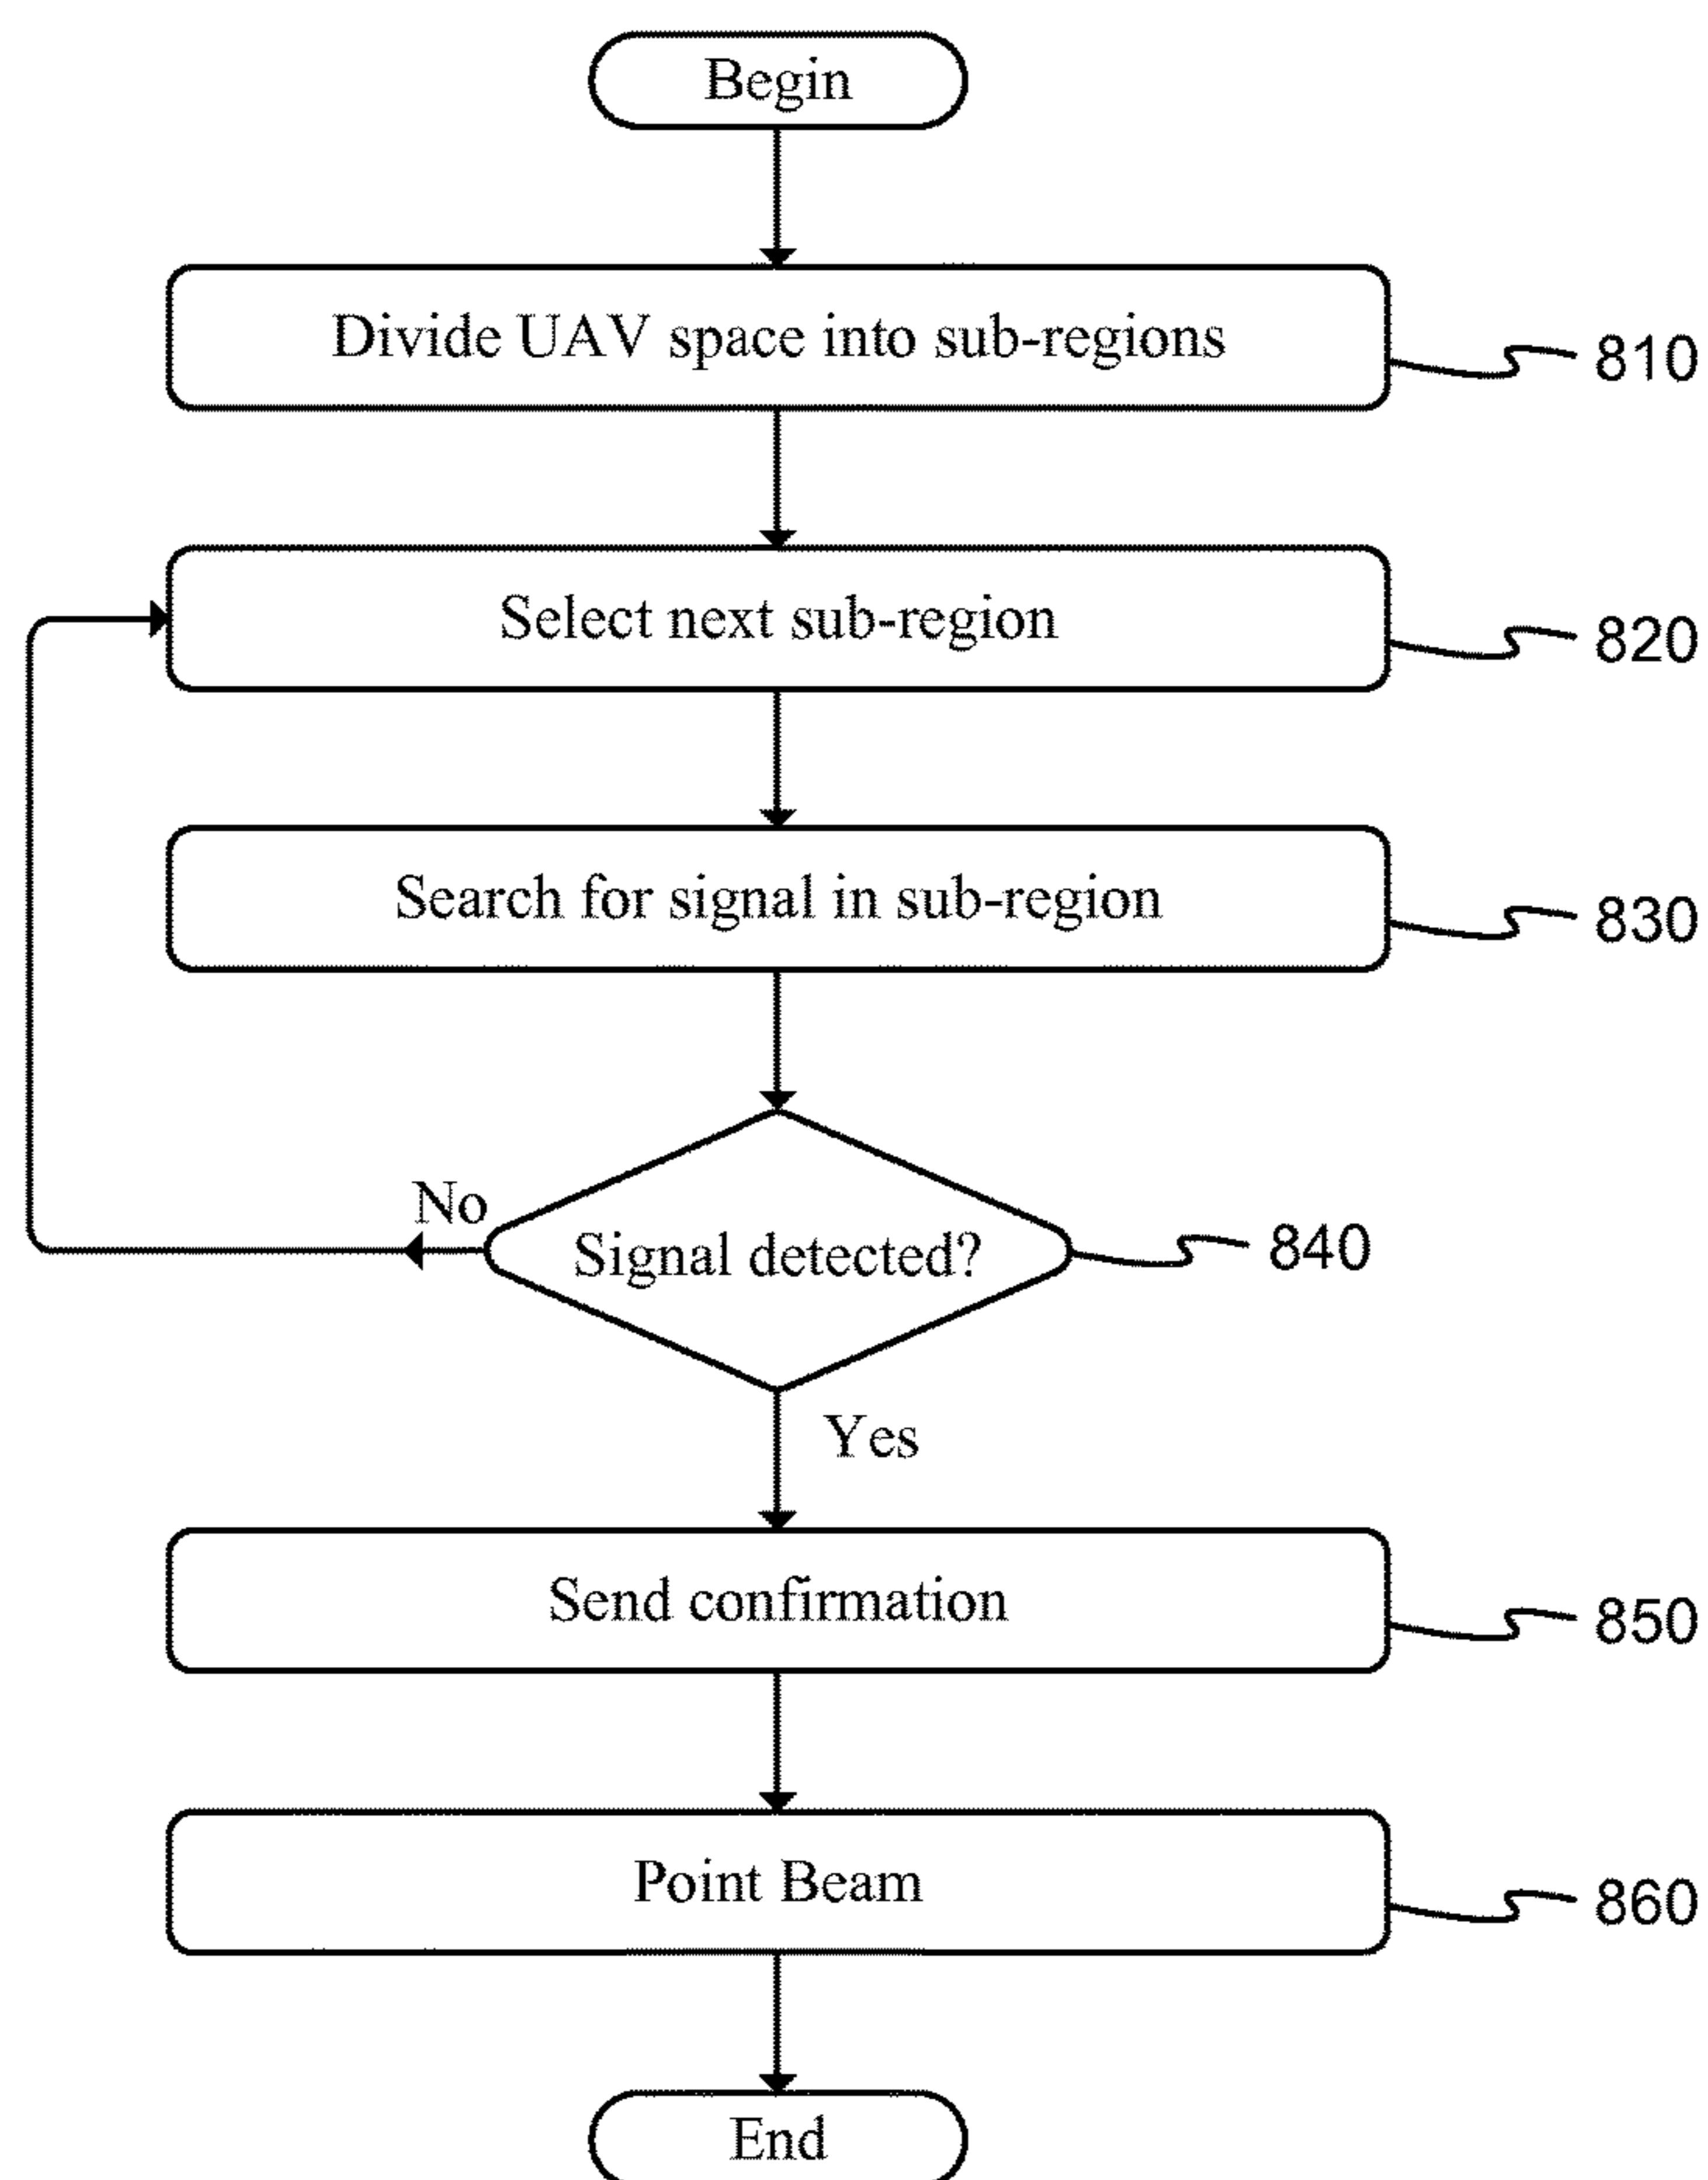 Begin
Divide UAV space into sub-regions
810
Select next sub-region
820
Search for signal in sub-region
830
No
Signal detected?
840
Yes
Send confirmation
850
Point Beam
860
End